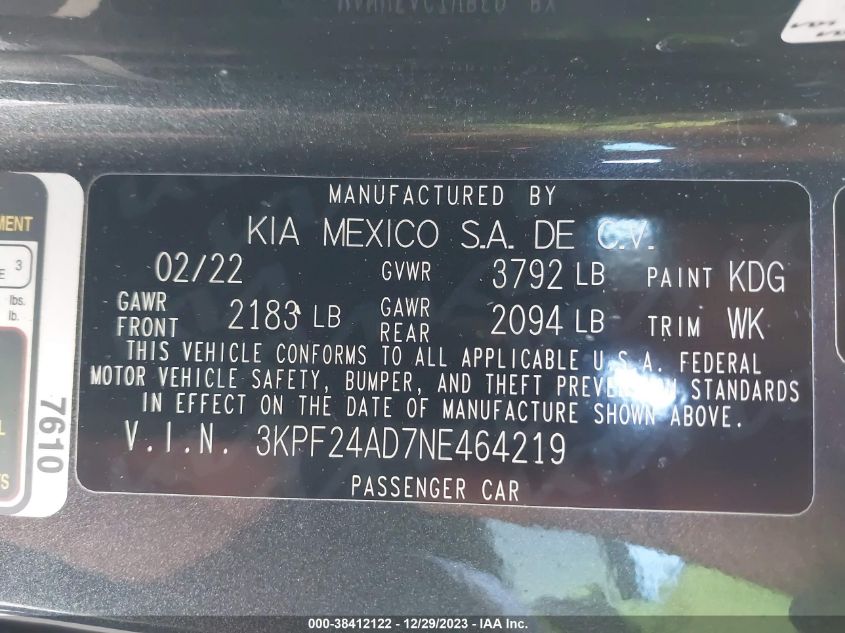 MANUFACTURED BY
KIA MEXICO S.A. DE C.V.
02/22 GVWR 3792 LB PAINT KDG
GAWR FRONT 2183 LB GAWR REAR 2094 LB TRIM WK
THIS VEHICLE CONFORMS TO ALL APPLICABLE U.S.A. FEDERAL
MOTOR VEHICLE SAFETY, BUMPER, AND THEFT PREVENTION STANDARDS
IN EFFECT ON THE DATE OF MANUFACTURE SHOWN ABOVE.
V.I.N. 3KPF24AD7NE464219
PASSENGER CAR
3
lbs.
lb.
7610
000-38412122 - 12/29/2023 - IAA Inc.